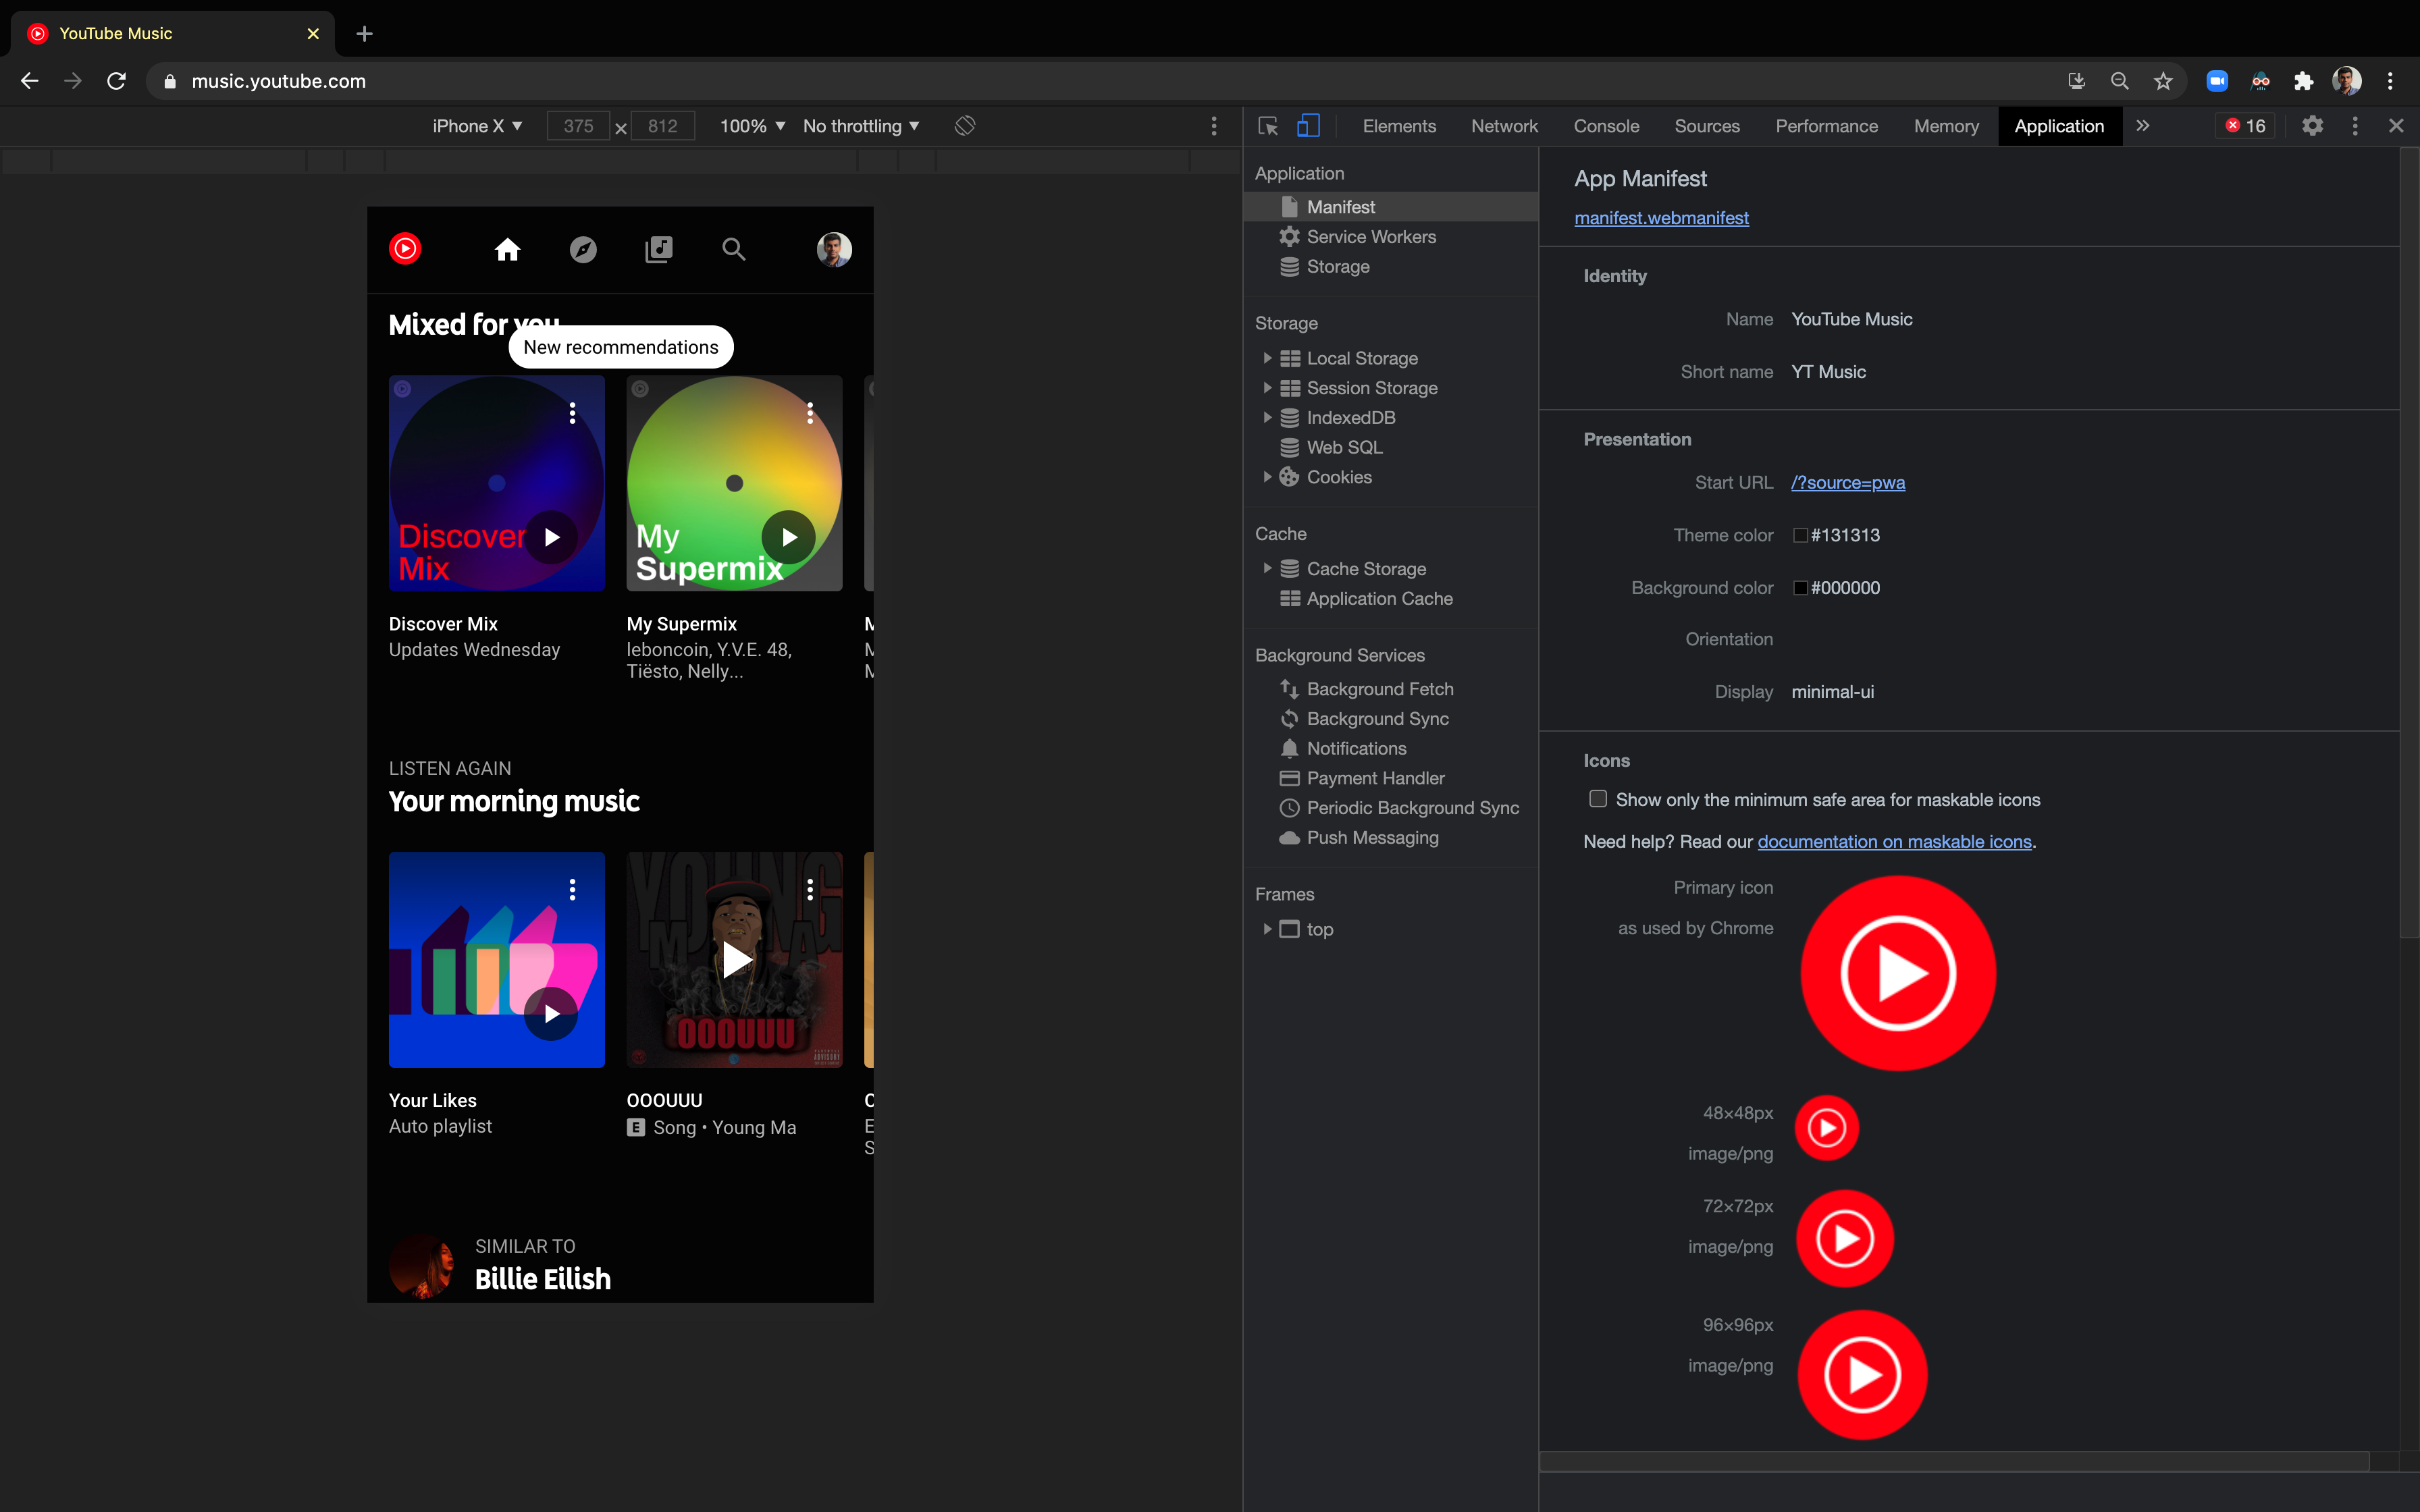 YouTube Music
music.youtube.com
iPhone X
375
812
100%
No throttling
Elements
Network
Console
Sources
Performance
Memory
Application
16
Mixed for you
New recommendations
Discover
Mix
My
Supermix
Discover Mix
Updates Wednesday
My Supermix
leboncoin, Y.V.E. 48,
Tiësto, Nelly...
LISTEN AGAIN
Your morning music
YOUNG
M A
OOOUUU
Your Likes
Auto playlist
OOOUUU
E Song • Young Ma
SIMILAR TO
Billie Eilish
Application
Manifest
Service Workers
Storage
Storage
Local Storage
Session Storage
IndexedDB
Web SQL
Cookies
Cache
Cache Storage
Application Cache
Background Services
Background Fetch
Background Sync
Notifications
Payment Handler
Periodic Background Sync
Push Messaging
Frames
top
App Manifest
manifest.webmanifest
Identity
Name YouTube Music
Short name YT Music
Presentation
Start URL /?source=pwa
Theme color #131313
Background color #000000
Orientation
Display minimal-ui
Icons
Show only the minimum safe area for maskable icons
Need help? Read our documentation on maskable icons.
Primary icon
as used by Chrome
48×48px
image/png
72×72px
image/png
96×96px
image/png